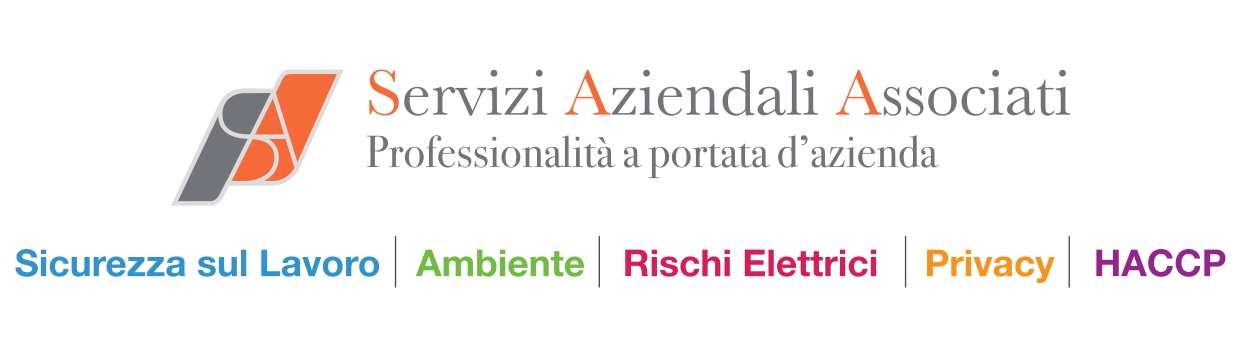 Servizi Aziendali Associati
Professionalità a portata d'azienda
Sicurezza sul Lavoro | Ambiente | Rischi Elettrici | Privacy | HACCP